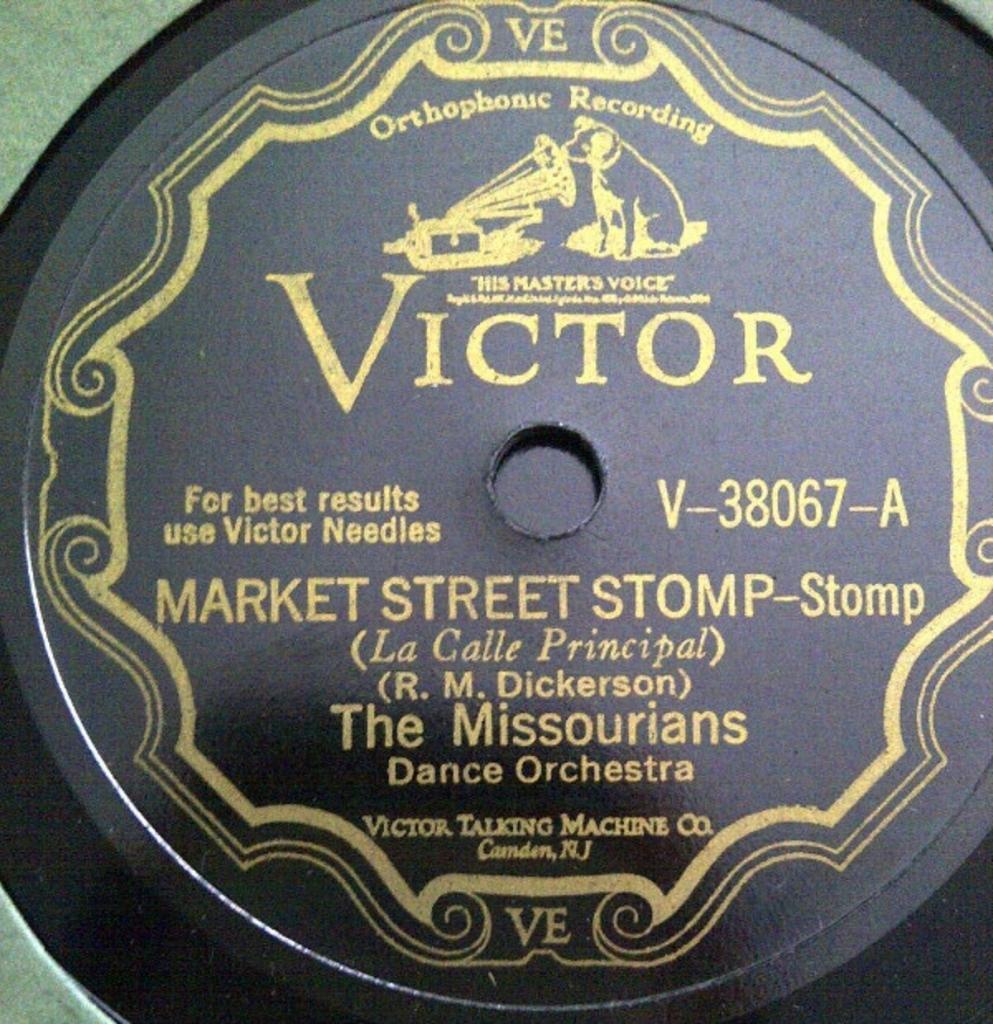 VE
Orthophonic Recording
"HIS MASTER'S VOICE"
VICTOR
For best results
use Victor Needles
V-38067-A
MARKET STREET STOMP-Stomp
(La Calle Principal)
(R. M. Dickerson)
The Missourians
Dance Orchestra
VICTOR TALKING MACHINE CO.
Camden, NJ
VE